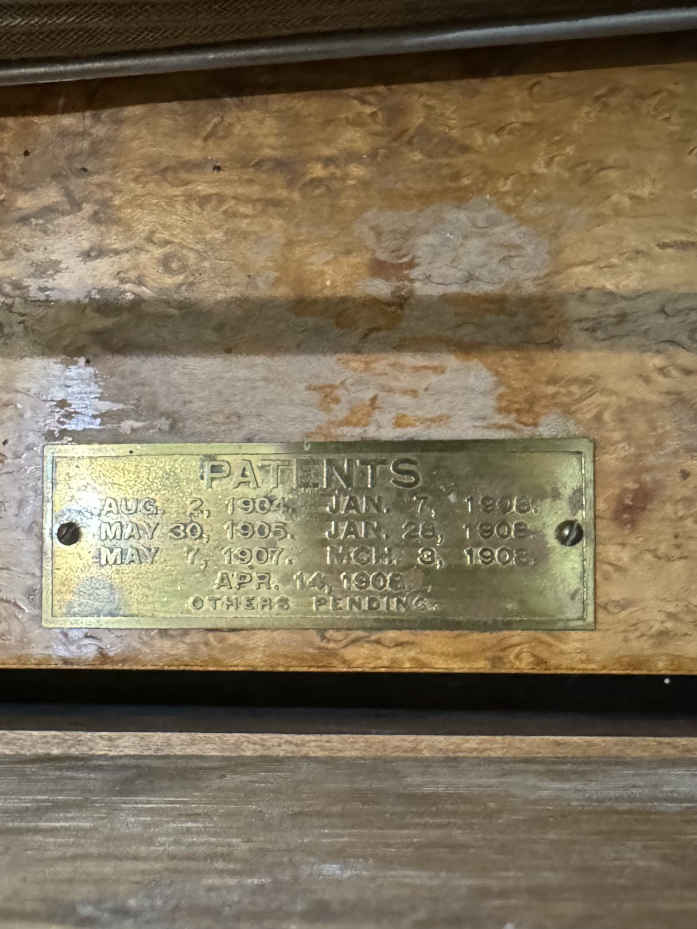 PATENTS
AUG. 2, 1904. JAN. 7, 1908.
MAY 30, 1905. JAN. 28, 1908.
MAY 7, 1907. MCH. 3, 1908.
APR. 14, 1908.
OTHERS PENDING.